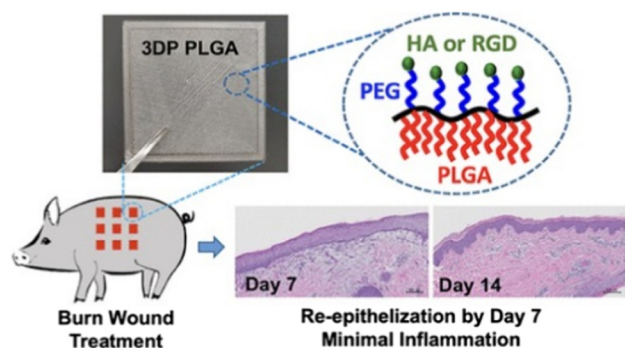 3DP PLGA
HA or RGD
PEG
PLGA
Day 7
Day 14
Burn Wound
Treatment
Re-epithelization by Day 7
Minimal Inflammation